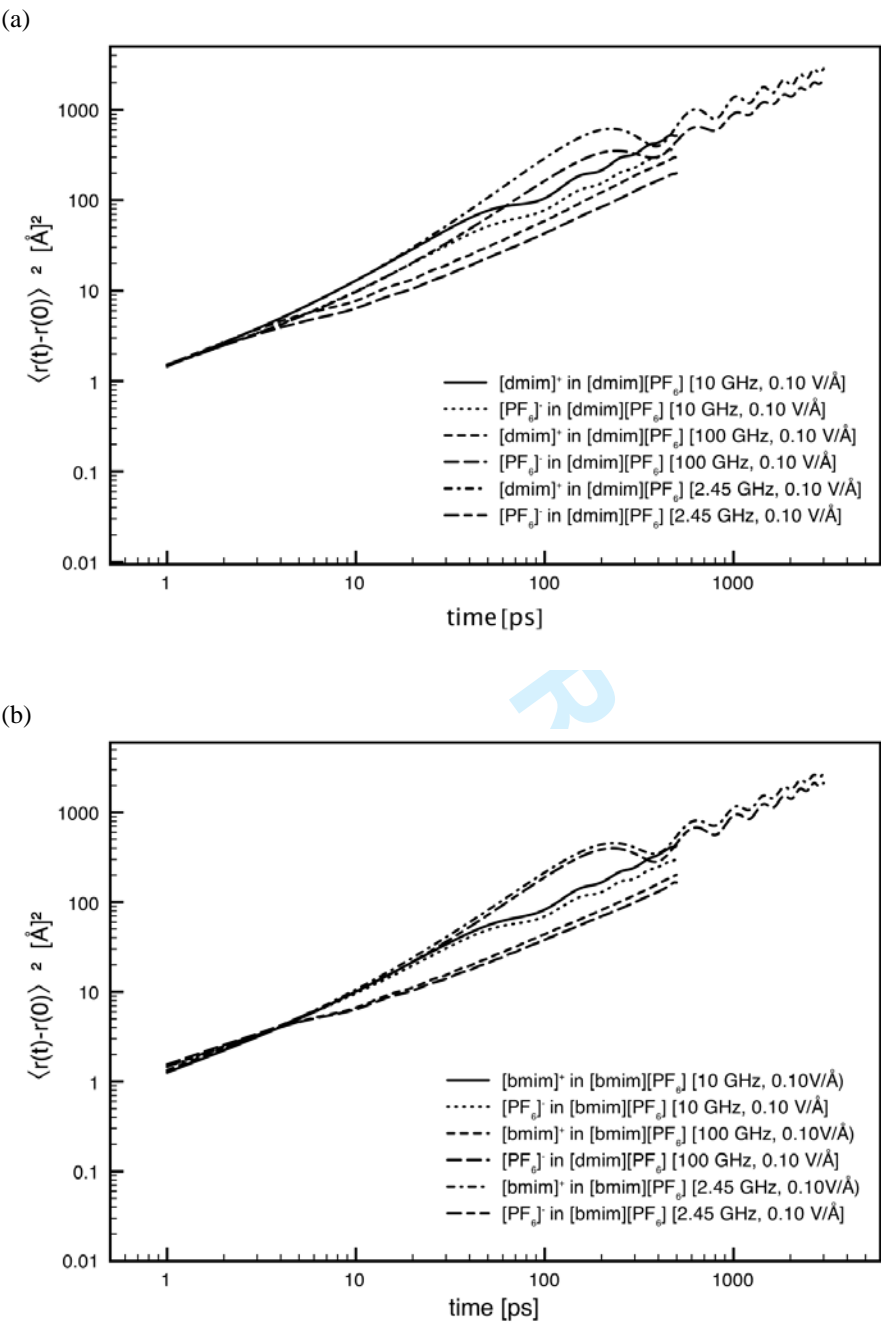 (a)
1000
100
10
1
0.1
0.01
⟨r(t)-r(0)⟩ ² [Å]²
[dmim]⁺ in [dmim][PF₆] [10 GHz, 0.10 V/Å]
[PF₆]⁻ in [dmim][PF₆] [10 GHz, 0.10 V/Å]
[dmim]⁺ in [dmim][PF₆] [100 GHz, 0.10 V/Å]
[PF₆]⁻ in [dmim][PF₆] [100 GHz, 0.10 V/Å]
[dmim]⁺ in [dmim][PF₆] [2.45 GHz, 0.10 V/Å]
[PF₆]⁻ in [dmim][PF₆] [2.45 GHz, 0.10 V/Å]
1 10 100 1000
time [ps]
R
(b)
1000
100
10
1
0.1
0.01
⟨r(t)-r(0)⟩ ² [Å]²
[bmim]⁺ in [bmim][PF₆] [10 GHz, 0.10V/Å)
[PF₆]⁻ in [bmim][PF₆] [10 GHz, 0.10 V/Å]
[bmim]⁺ in [bmim][PF₆] [100 GHz, 0.10V/Å)
[PF₆]⁻ in [dmim][PF₆] [100 GHz, 0.10 V/Å]
[bmim]⁺ in [bmim][PF₆] [2.45 GHz, 0.10V/Å)
[PF₆]⁻ in [bmim][PF₆] [2.45 GHz, 0.10 V/Å]
1 10 100 1000
time [ps]